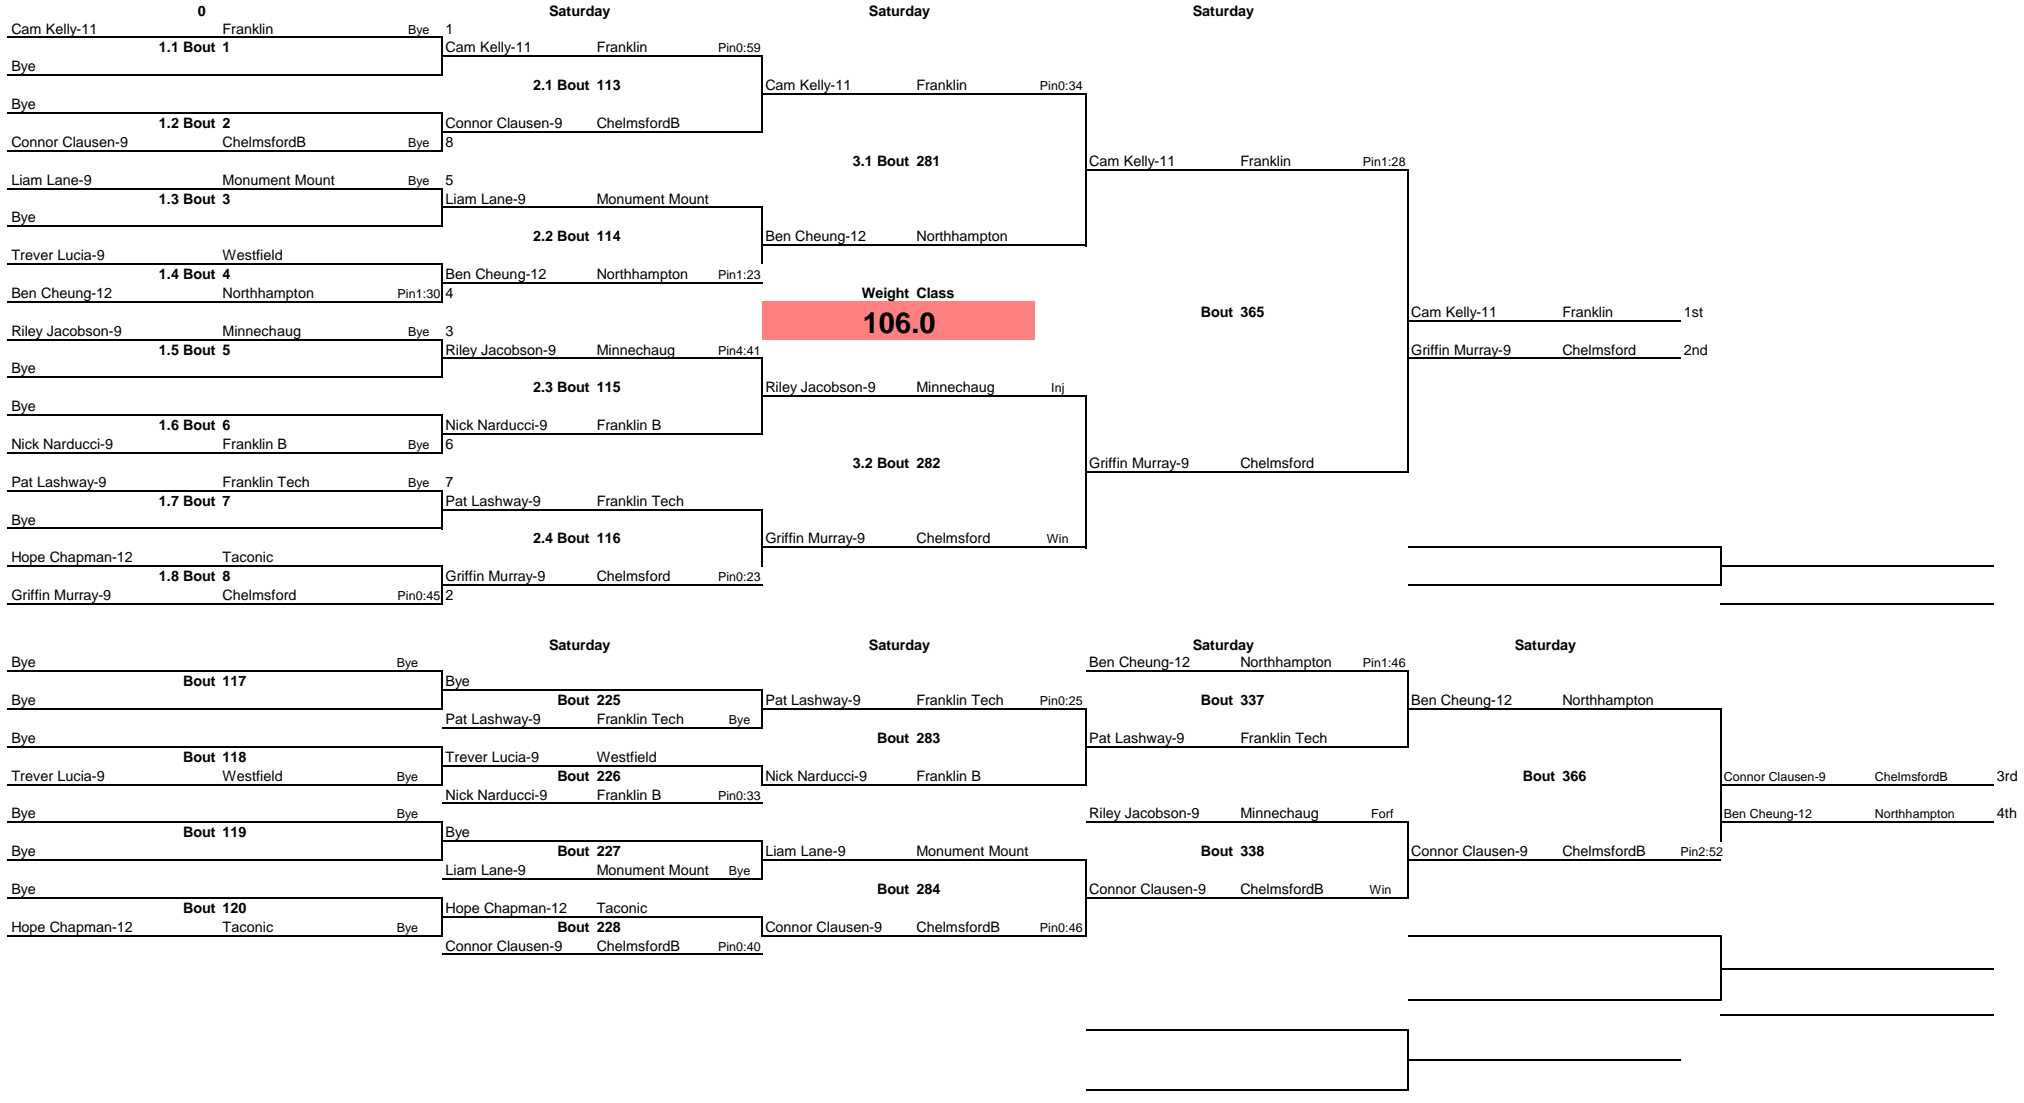 0 Saturday Saturday Saturday
Cam Kelly-11 Franklin Bye 1
1.1 Bout 1 Cam Kelly-11 Franklin Pin0:59
Bye
2.1 Bout 113 Cam Kelly-11 Franklin Pin0:34
Bye
1.2 Bout 2 Connor Clausen-9 ChelmsfordB
Connor Clausen-9 ChelmsfordB Bye 8
3.1 Bout 281 Cam Kelly-11 Franklin Pin1:28
Liam Lane-9 Monument Mount Bye 5
1.3 Bout 3 Liam Lane-9 Monument Mount
Bye
2.2 Bout 114 Ben Cheung-12 Northhampton
Trever Lucia-9 Westfield
1.4 Bout 4 Ben Cheung-12 Northhampton Pin1:23
Ben Cheung-12 Northhampton Pin1:30 4 Weight Class
Bout 365 Cam Kelly-11 Franklin 1st
106.0
Riley Jacobson-9 Minnechaug Bye 3
1.5 Bout 5 Riley Jacobson-9 Minnechaug Pin4:41 Griffin Murray-9 Chelmsford 2nd
Bye
2.3 Bout 115 Riley Jacobson-9 Minnechaug Inj
Bye
1.6 Bout 6 Nick Narducci-9 Franklin B
Nick Narducci-9 Franklin B Bye 6
3.2 Bout 282 Griffin Murray-9 Chelmsford
Pat Lashway-9 Franklin Tech Bye 7
1.7 Bout 7 Pat Lashway-9 Franklin Tech
Bye
2.4 Bout 116 Griffin Murray-9 Chelmsford Win
Hope Chapman-12 Taconic
1.8 Bout 8 Griffin Murray-9 Chelmsford Pin0:23
Griffin Murray-9 Chelmsford Pin0:45 2
Saturday Saturday Saturday Saturday
Bye Bye Ben Cheung-12 Northhampton Pin1:46
Bout 117 Bye
Bye Bout 225 Pat Lashway-9 Franklin Tech Pin0:25 Bout 337 Ben Cheung-12 Northhampton
Pat Lashway-9 Franklin Tech Bye
Bye Bout 283 Pat Lashway-9 Franklin Tech
Bout 118 Trever Lucia-9 Westfield
Trever Lucia-9 Westfield Bye Bout 226 Nick Narducci-9 Franklin B Bout 366 Connor Clausen-9 ChelmsfordB 3rd
Nick Narducci-9 Franklin B Pin0:33
Bye Bye Riley Jacobson-9 Minnechaug Forf Ben Cheung-12 Northhampton 4th
Bout 119 Bye
Bye Bout 227 Liam Lane-9 Monument Mount Bout 338 Connor Clausen-9 ChelmsfordB Pin2:52
Liam Lane-9 Monument Mount Bye
Bye Bout 284 Connor Clausen-9 ChelmsfordB Win
Bout 120 Hope Chapman-12 Taconic
Hope Chapman-12 Taconic Bye Bout 228 Connor Clausen-9 ChelmsfordB Pin0:46
Connor Clausen-9 ChelmsfordB Pin0:40